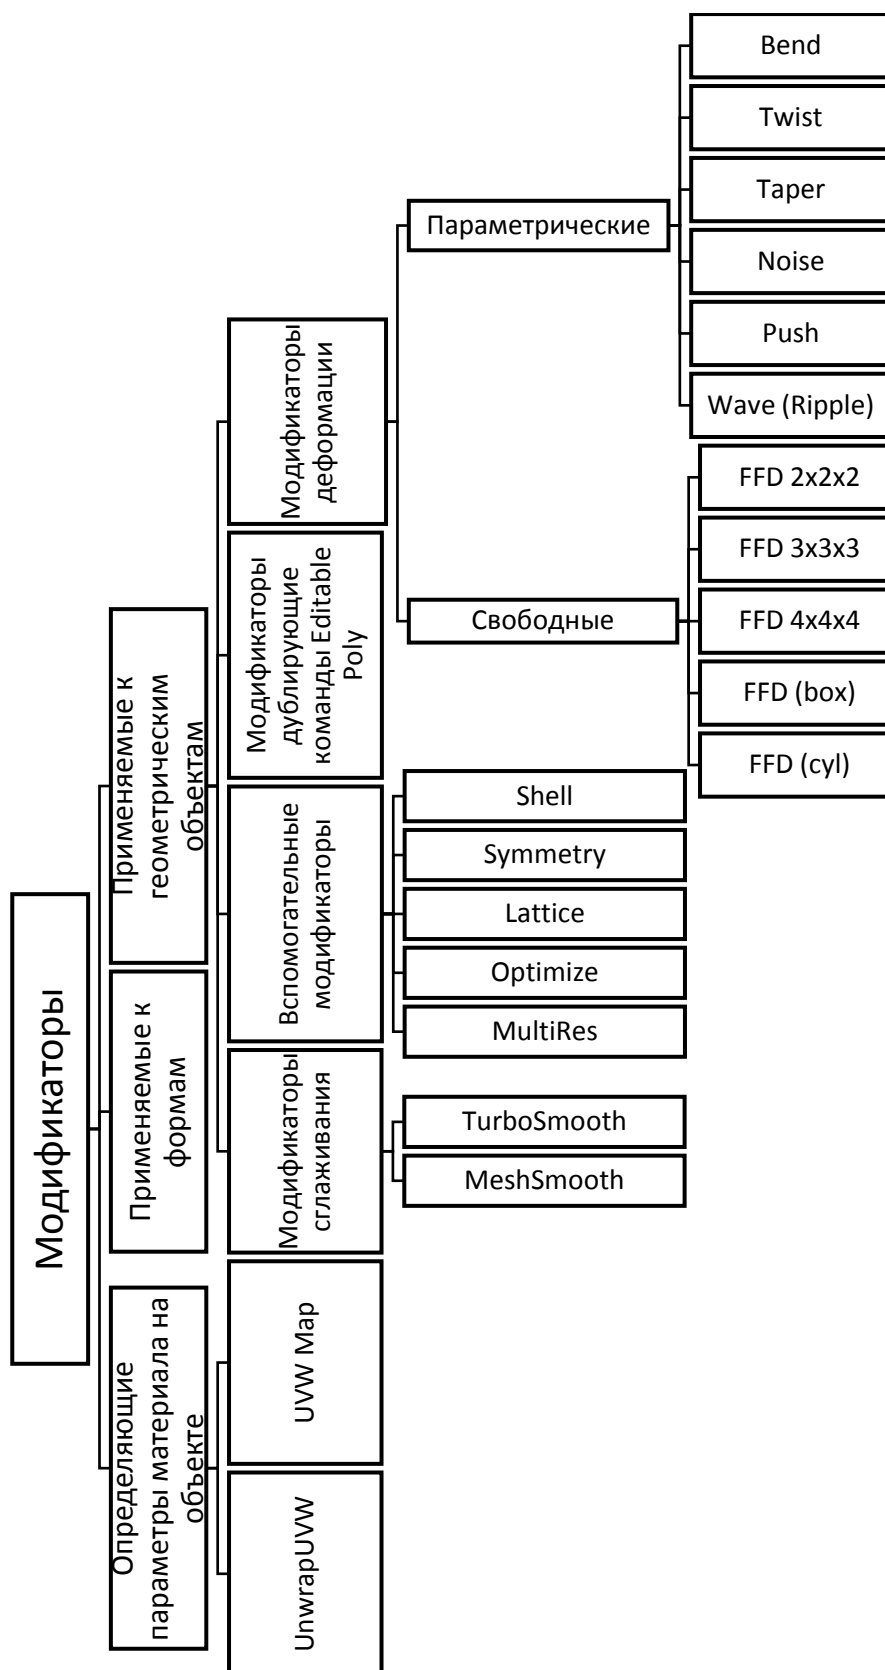 Модификаторы
Применяемые к
геометрическим
объектам
Модификаторы
деформации
Параметрические
Bend
Twist
Taper
Noise
Push
Wave (Ripple)
Свободные
FFD 2x2x2
FFD 3x3x3
FFD 4x4x4
FFD (box)
FFD (cyl)
Модификаторы
дублирующие
команды Editable
Poly
Вспомогательные
модификаторы
Shell
Symmetry
Lattice
Optimize
MultiRes
Модификаторы
сглаживания
TurboSmooth
MeshSmooth
Применяемые к
формам
Определяющие
параметры материала на
объекте
UVW Map
UnwrapUVW